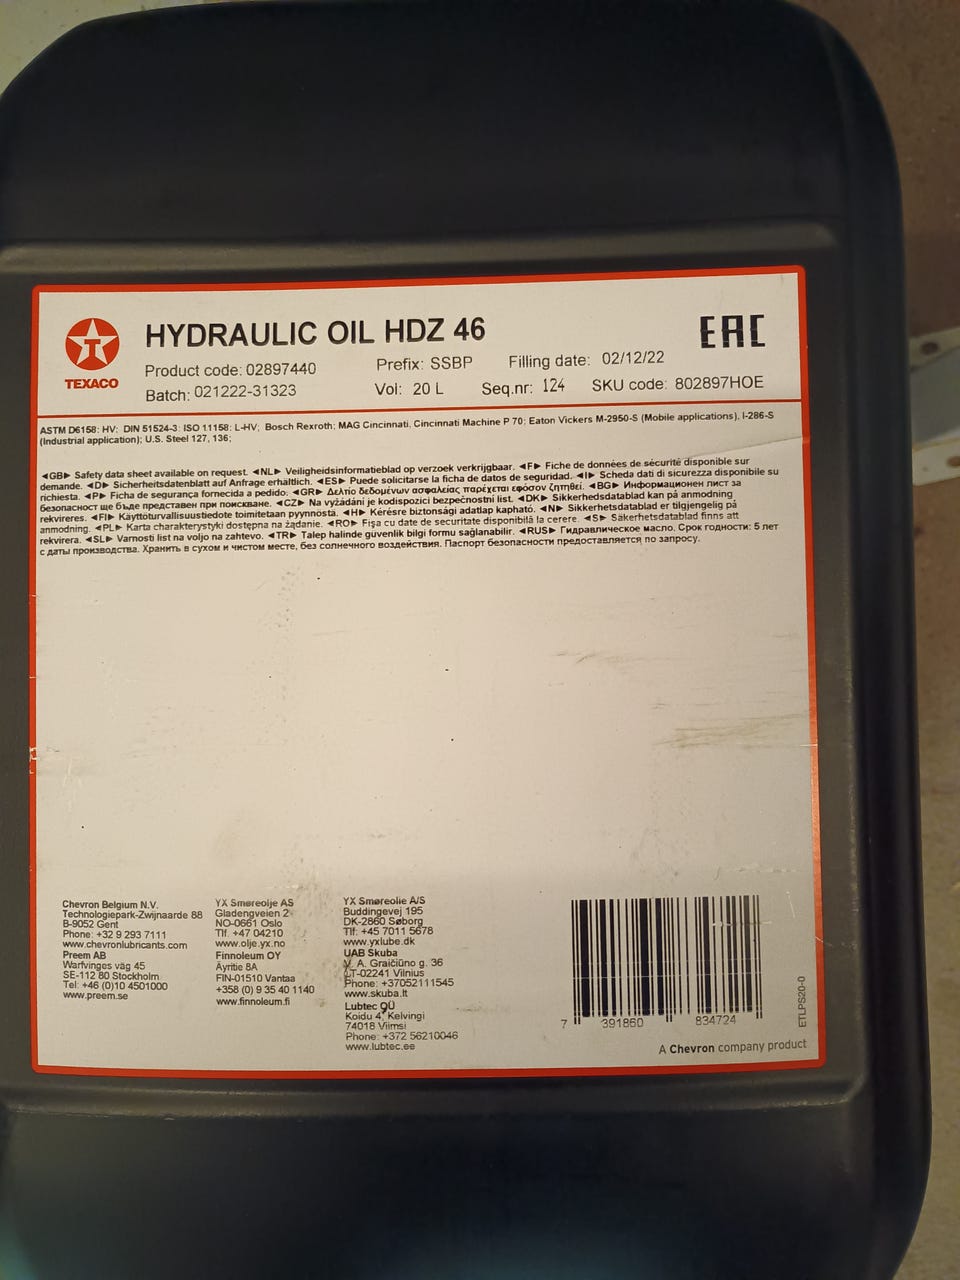 HYDRAULIC OIL HDZ 46
EAC
TEXACO
Product code: 02897440 Prefix: SSBP Filling date: 02/12/22
Batch: 021222-31323 Vol: 20 L Seq.nr: 124 SKU code: 802897HOE
ASTM D6158: HV; DIN 51524-3; ISO 11158: L-HV; Bosch Rexroth; MAG Cincinnati, Cincinnati Machine P 70; Eaton Vickers M-2950-S (Mobile applications), I-286-S
(Industrial application); U.S. Steel 127, 136;
◄GB► Safety data sheet available on request. ◄NL► Veiligheidsinformatieblad op verzoek verkrijgbaar. ◄F► Fiche de données de sécurité disponible sur
demande. ◄D► Sicherheitsdatenblatt auf Anfrage erhältlich. ◄ES► Puede solicitarse la ficha de datos de seguridad. ◄I► Scheda dati di sicurezza disponibile su
richiesta. ◄P► Ficha de segurança fornecida a pedido. ◄GR► Δελτίο δεδομένων ασφαλείας παρέχεται εφόσον ζητηθεί. ◄BG► Информационен лист за
безопасност ще бъде представен при поискване. ◄CZ► Na vyžádání je kdispozici bezpečnostní list. ◄DK► Sikkerhedsdatablad kan på anmodning
rekvireres. ◄FI► Käyttöturvallisuustiedote toimitetaan pyynnöstä. ◄H► Kérésre biztonsági adatlap kapható. ◄N► Sikkerhetsdatablad er tilgjengelig på
anmodning. ◄PL► Karta charakterystyki dostępna na żądanie. ◄RO► Fişa cu date de securitate disponibilă la cerere. ◄S► Säkerhetsdatablad finns att
rekvirera. ◄SL► Varnosti list na voljo na zahtevo. ◄TR► Talep halinde güvenlik bilgi formu sağlanabilir. ◄RUS► Гидравлическое масло. Срок годности: 5 лет
с даты производства. Хранить в сухом и чистом месте, без солнечного воздействия. Паспорт безопасности предоставляется по запросу.
Chevron Belgium N.V.
Technologiepark-Zwijnaarde 88
B-9052 Gent
Phone: +32 9 293 7111
www.chevronlubricants.com
Preem AB
Warfvinges väg 45
SE-112 80 Stockholm
Tel: +46 (0)10 4501000
www.preem.se
YX Smøreolje AS
Gladengveien 2
NO-0661 Oslo
Tlf. +47 04210
www.olje.yx.no
Finnoleum OY
Äyritie 8A
FIN-01510 Vantaa
+358 (0) 9 35 40 1140
www.finnoleum.fi
YX Smøreolie A/S
Buddingevej 195
DK-2860 Søborg
Tlf: +45 7011 5678
www.yxlube.dk
UAB Skuba
V. A. Graičiūno g. 36
LT-02241 Vilnius
Phone: +37052111545
www.skuba.lt
Lubtec OÜ
Koidu 4, Kelvingi
74018 Viimsi
Phone: +372 56210046
www.lubtec.ee
7 391860 834724
ETLPS20-0
A Chevron company product